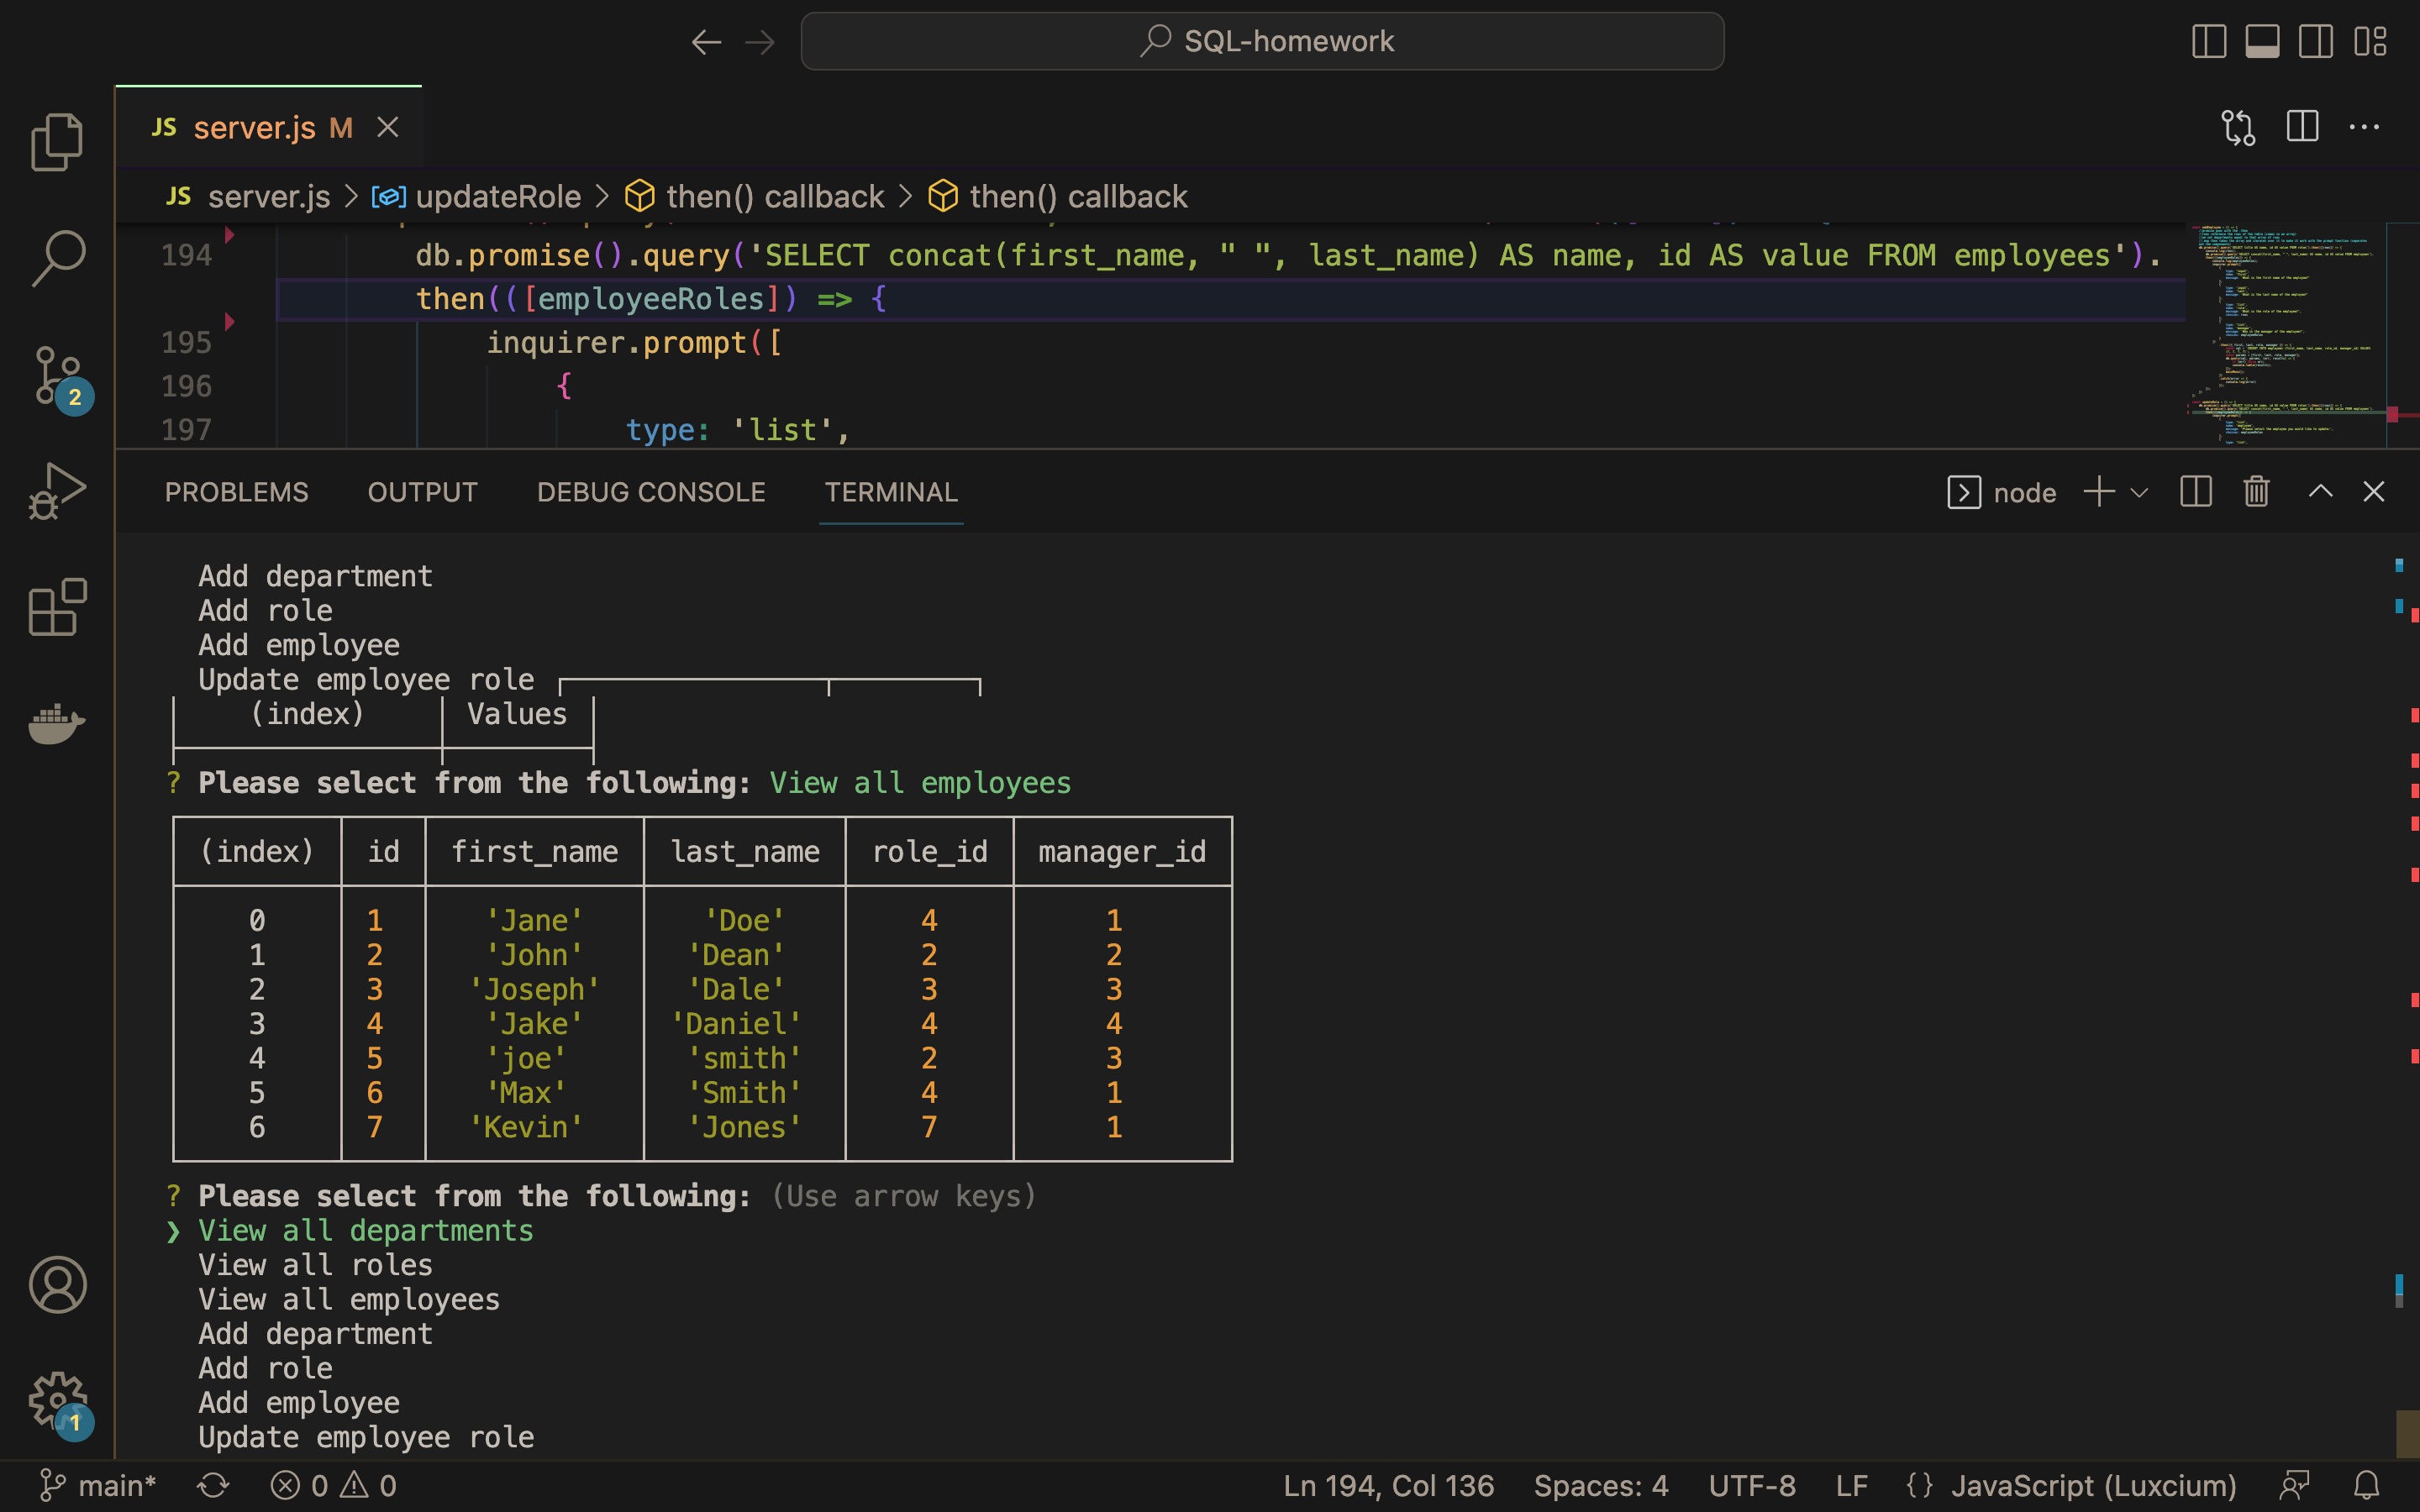 SQL-homework
JS server.js M
JS server.js > updateRole > then() callback > then() callback
194 db.promise().query('SELECT concat(first_name, " ", last_name) AS name, id AS value FROM employees').
then(([employeeRoles]) => {
195 inquirer.prompt([
196 {
197 type: 'list',
PROBLEMS OUTPUT DEBUG CONSOLE TERMINAL node
Add department
Add role
Add employee
Update employee role
(index) Values
? Please select from the following: View all employees
(index) id first_name last_name role_id manager_id
0 1 'Jane' 'Doe' 4 1
1 2 'John' 'Dean' 2 2
2 3 'Joseph' 'Dale' 3 3
3 4 'Jake' 'Daniel' 4 4
4 5 'joe' 'smith' 2 3
5 6 'Max' 'Smith' 4 1
6 7 'Kevin' 'Jones' 7 1
? Please select from the following: (Use arrow keys)
❯ View all departments
View all roles
View all employees
Add department
Add role
Add employee
Update employee role
2
1
main* 0 0 Ln 194, Col 136 Spaces: 4 UTF-8 LF {} JavaScript (Luxcium)